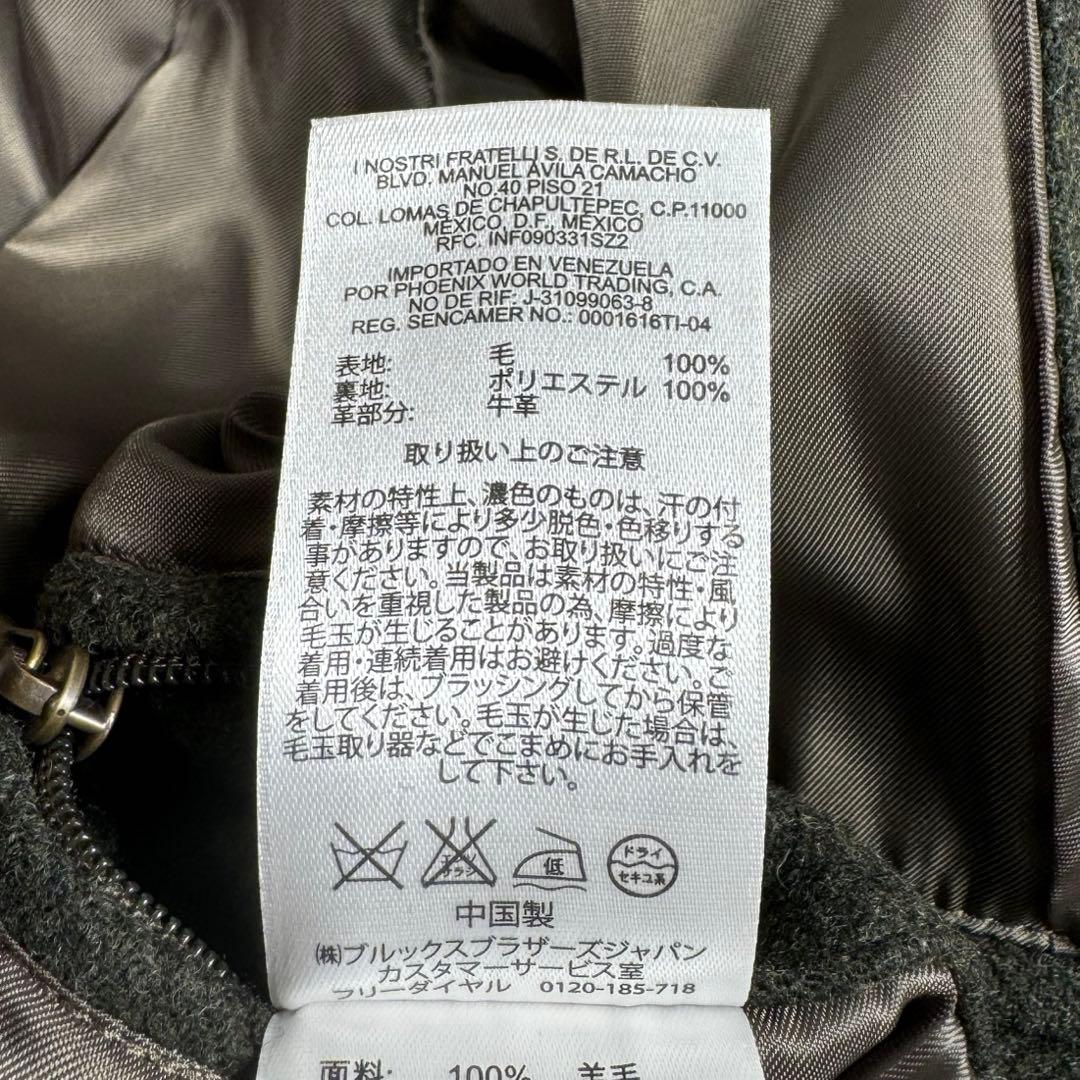 I NOSTRI FRATELLI S. DE R.L. DE C.V.
BLVD. MANUEL ÁVILA CAMACHO
NO.40 PISO 21
COL. LOMAS DE CHAPULTEPEC, C.P.11000
MÉXICO, D.F., MÉXICO
RFC. INF090331SZ2
IMPORTADO EN VENEZUELA
POR PHOENIX WORLD TRADING, C.A.
NO DE RIF: J-31099063-8
REG. SENCAMER NO.: 0001616TI-04
表地: 毛 100%
裏地: ポリエステル 100%
革部分: 牛革
取り扱い上のご注意
素材の特性上、濃色のものは、汗の付
着・摩擦等により多少脱色・色移りする
事がありますので、お取り扱いにご注
意ください。当製品は素材の特性・風
合いを重視した製品の為、摩擦により
毛玉が生じることがあります。過度な
着用・連続着用はお避けください。ご
着用後は、ブラッシングしてから保管
をしてください。毛玉が生じた場合は、
毛玉取り器などでこまめにお手入れを
して下さい。
エンソ
サラシ
低
ドライ
セキユ系
中国製
㈱ブルックスブラザーズジャパン
カスタマーサービス室
フリーダイヤル 0120-185-718
面料: 100% 羊毛